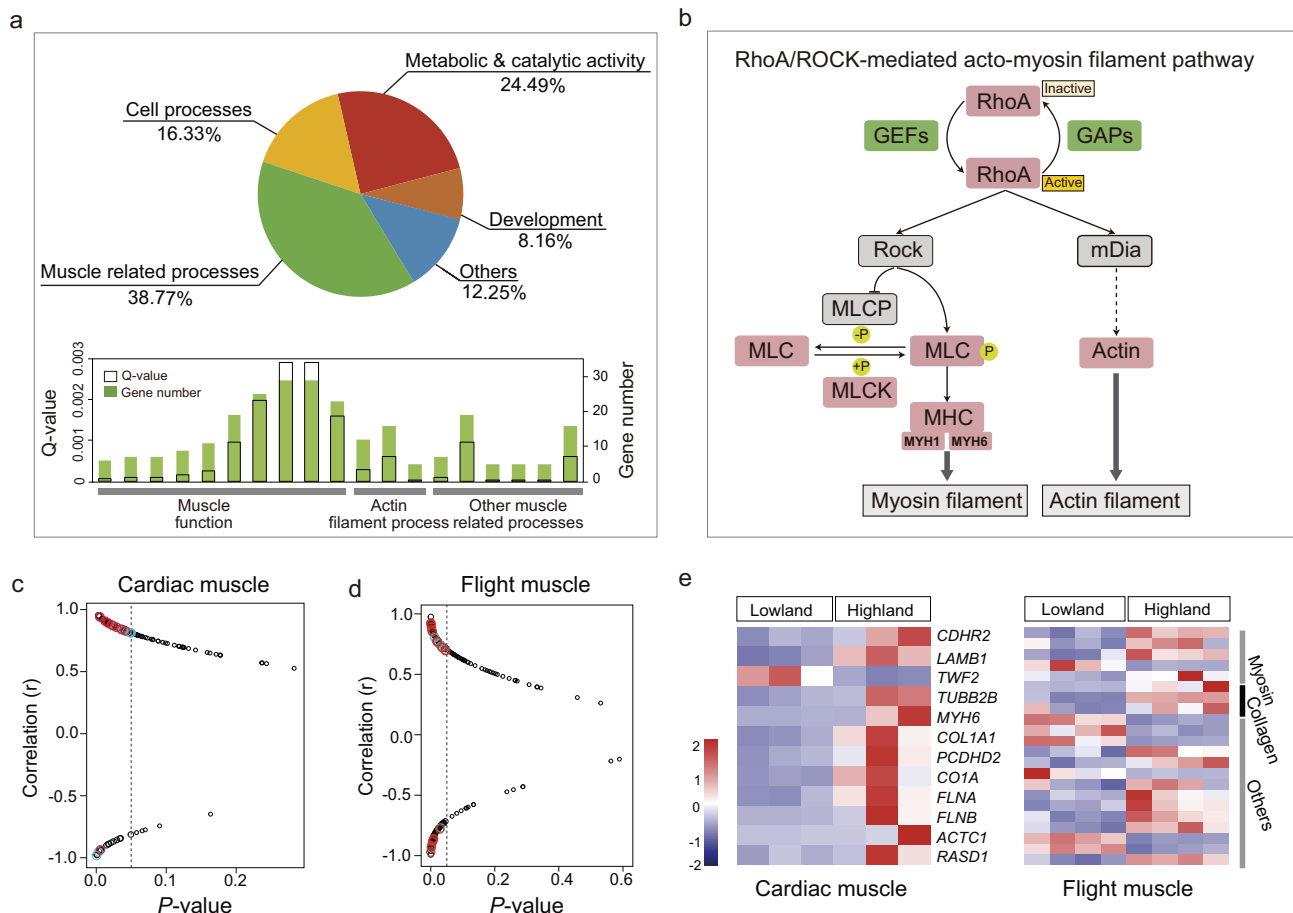 a
Metabolic & catalytic activity
24.49%
Cell processes
16.33%
Development
8.16%
Muscle related processes
38.77%
Others
12.25%
Q-value
Gene number
0.003
0.002
0.001
0
Q-value
30
20
10
0
Gene number
Muscle
function
Actin
filament process
Other muscle
related processes
b
RhoA/ROCK-mediated acto-myosin filament pathway
RhoA
Inactive
GEFs
GAPs
RhoA
Active
Rock
mDia
MLCP
-P
MLC
MLC
P
Actin
+P
MLCK
MHC
MYH1
MYH6
Myosin filament
Actin filament
c
Cardiac muscle
Correlation (r)
1.0
0.5
0.0
-0.5
-1.0
0.0
0.2
P-value
d
Flight muscle
Correlation (r)
1.0
0.5
0.0
-0.5
-1.0
0.0
0.2
0.4
0.6
P-value
e
Lowland
Highland
CDHR2
LAMB1
TWF2
TUBB2B
MYH6
COL1A1
PCDHD2
CO1A
FLNA
FLNB
ACTC1
RASD1
2
1
0
-1
-2
Cardiac muscle
Lowland
Highland
Myosin
Collagen
Others
Flight muscle